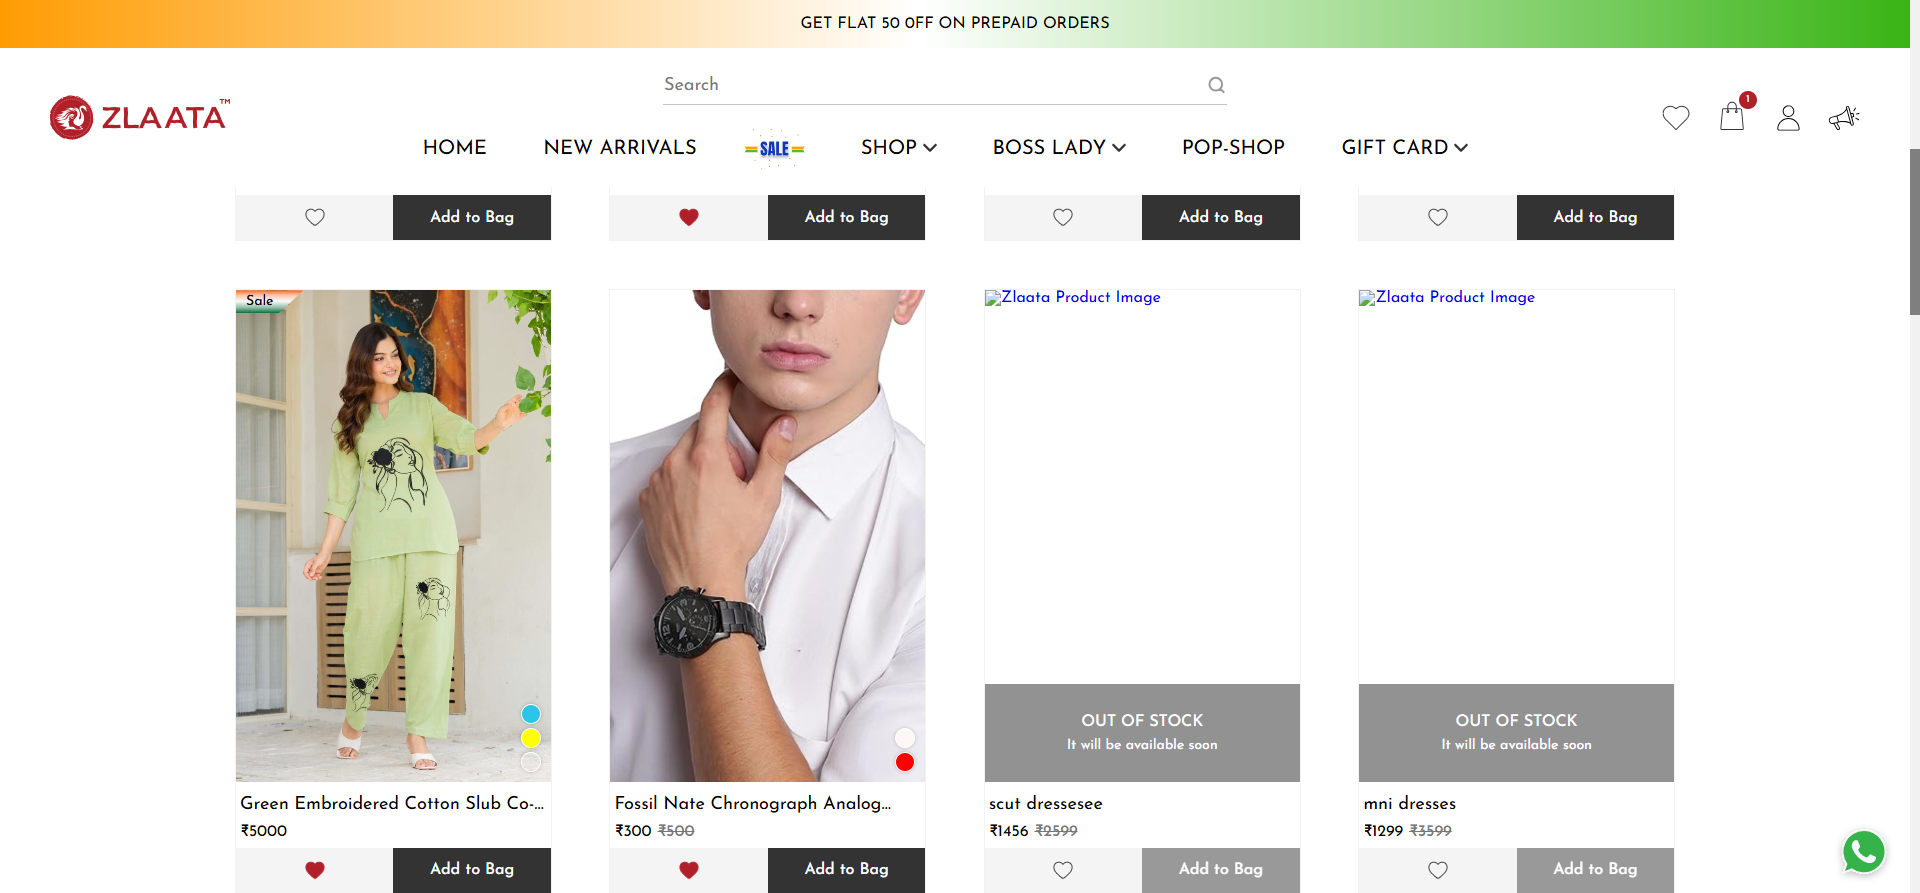 GET FLAT 50 OFF ON PREPAID ORDERS
Search
ZLAATA™
1
HOME
NEW ARRIVALS
SALE
SHOP
BOSS LADY
POP-SHOP
GIFT CARD
Add to Bag
Add to Bag
Add to Bag
Add to Bag
Sale
Zlaata Product Image
Zlaata Product Image
OUT OF STOCK
It will be available soon
OUT OF STOCK
It will be available soon
Green Embroidered Cotton Slub Co-...
₹5000
Fossil Nate Chronograph Analog...
₹300 ₹500
scut dressesee
₹1456 ₹2599
mni dresses
₹1299 ₹3599
Add to Bag
Add to Bag
Add to Bag
Add to Bag